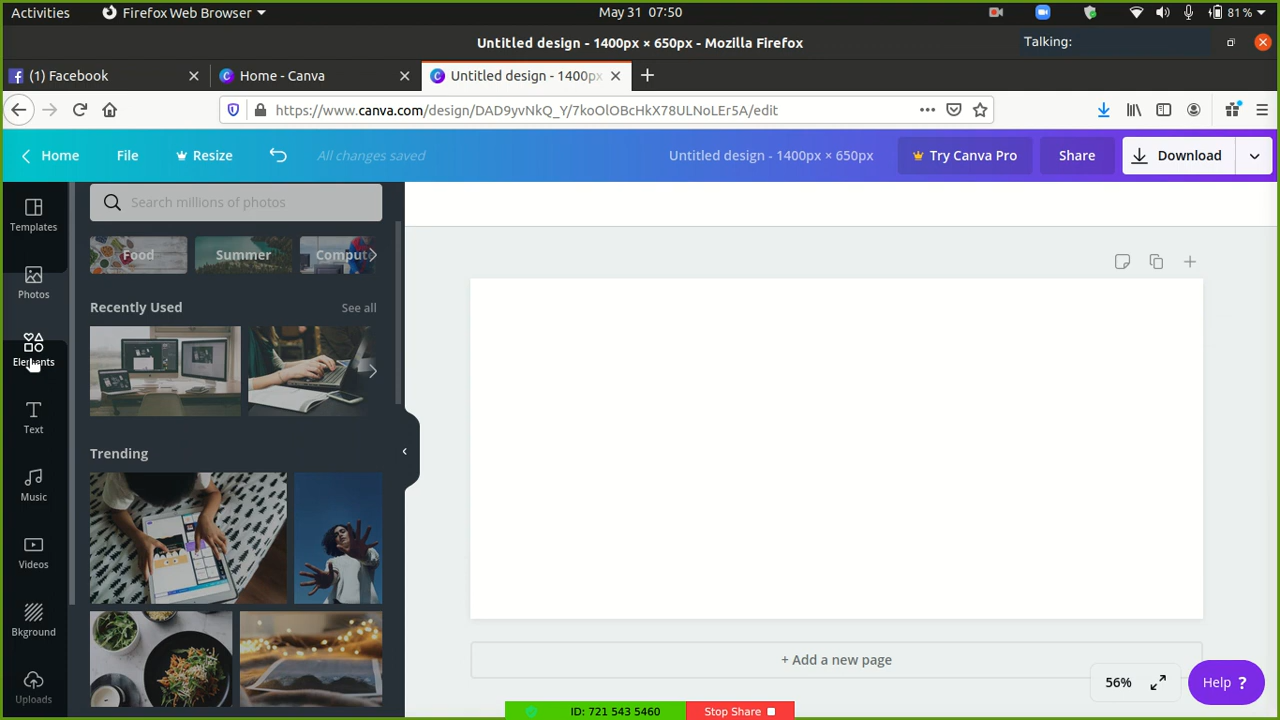 Activities
Firefox Web Browser
May 31 07:50
81 %
Untitled design - 1400px × 650px - Mozilla Firefox
Talking:
(1) Facebook
Home - Canva
Untitled design - 1400px
https://www.canva.com/design/DAD9yvNkQ_Y/7koOlOBcHkX78ULNoLEr5A/edit
Home
File
Resize
All changes saved
Untitled design - 1400px × 650px
Try Canva Pro
Share
Download
Templates
Photos
Elements
Text
Music
Videos
Bkground
Uploads
Search millions of photos
Food
Summer
Comput
Recently Used
See all
Trending
+ Add a new page
56%
Help ?
ID: 721 543 5460
Stop Share